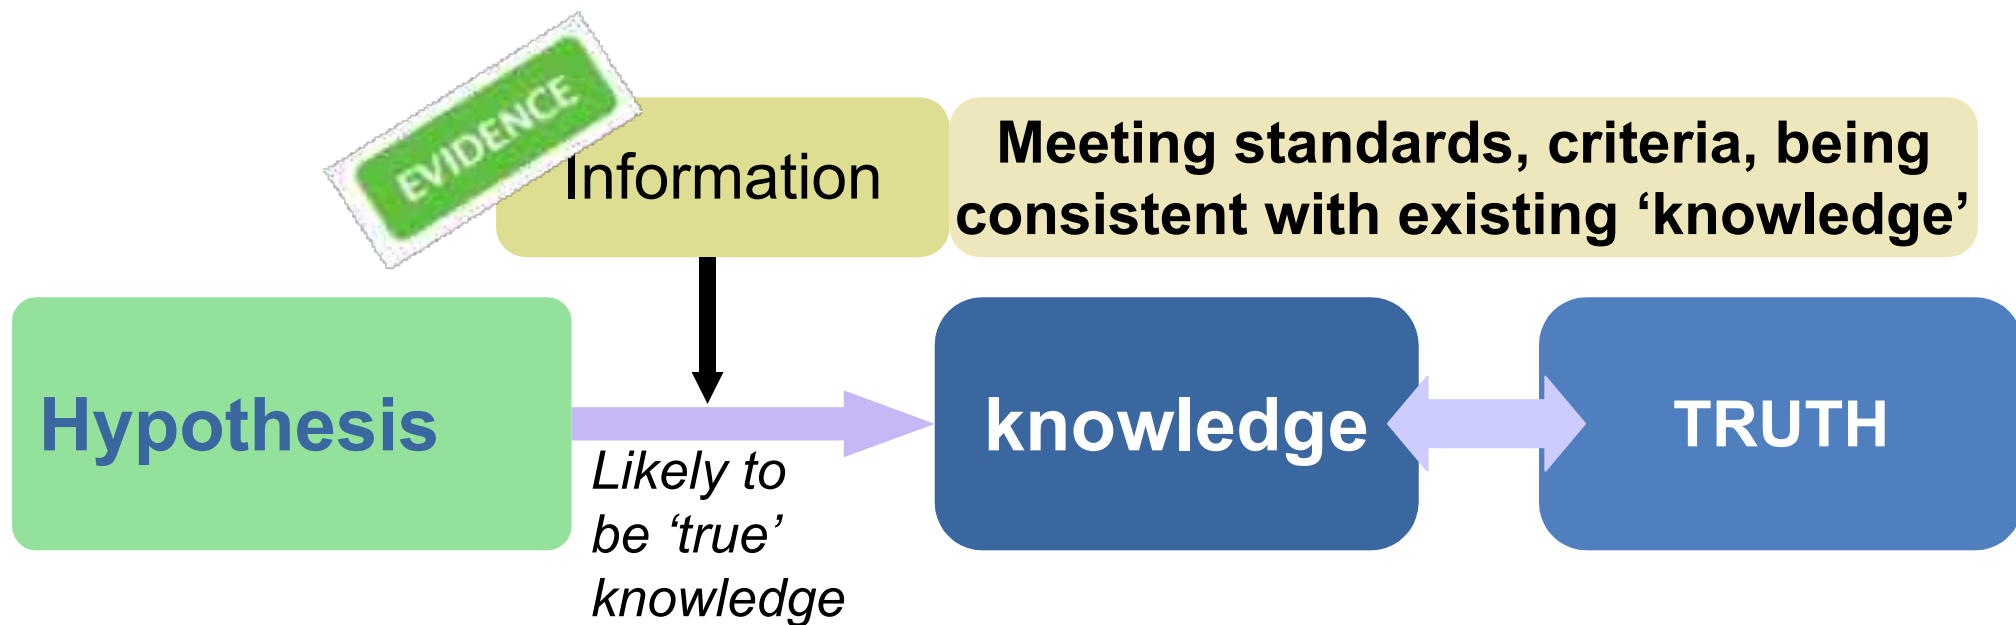 EVIDENCE
Information
Meeting standards, criteria, being
consistent with existing ‘knowledge’
Hypothesis
Likely to
be ‘true’
knowledge
knowledge
TRUTH